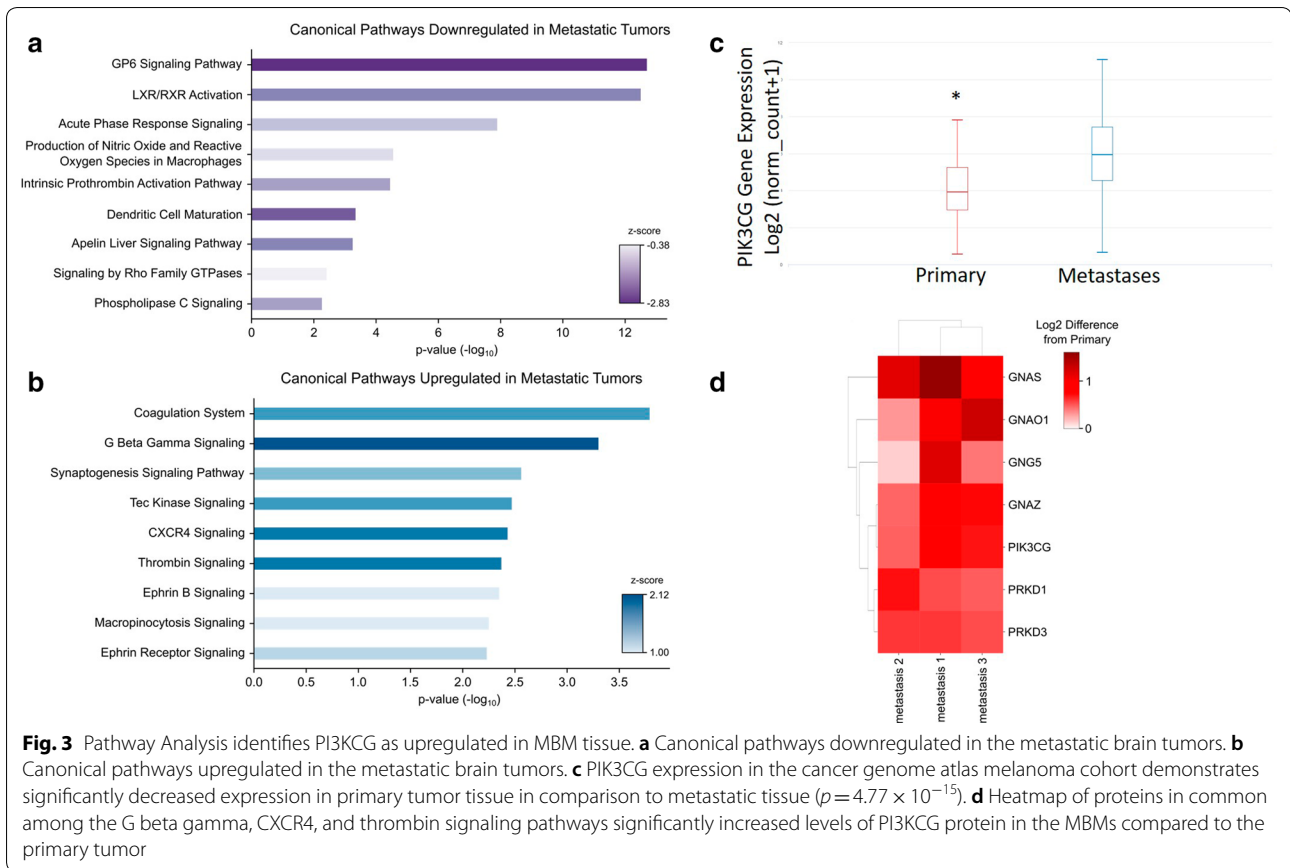 a
Canonical Pathways Downregulated in Metastatic Tumors
GP6 Signaling Pathway
LXR/RXR Activation
Acute Phase Response Signaling
Production of Nitric Oxide and Reactive
Oxygen Species in Macrophages
Intrinsic Prothrombin Activation Pathway
Dendritic Cell Maturation
Apelin Liver Signaling Pathway
Signaling by Rho Family GTPases
Phospholipase C Signaling
z-score
-0.38
-2.83
0 2 4 6 8 10 12
p-value (-log10)
b
Canonical Pathways Upregulated in Metastatic Tumors
Coagulation System
G Beta Gamma Signaling
Synaptogenesis Signaling Pathway
Tec Kinase Signaling
CXCR4 Signaling
Thrombin Signaling
Ephrin B Signaling
Macropinocytosis Signaling
Ephrin Receptor Signaling
z-score
2.12
1.00
0.0 0.5 1.0 1.5 2.0 2.5 3.0 3.5
p-value (-log10)
c
PIK3CG Gene Expression
Log2 (norm_count+1)
*
Primary Metastases
d
Log2 Difference
from Primary
1
0
GNAS
GNAO1
GNG5
GNAZ
PIK3CG
PRKD1
PRKD3
metastasis 2
metastasis 1
metastasis 3
Fig. 3 Pathway Analysis identifies PI3KCG as upregulated in MBM tissue. a Canonical pathways downregulated in the metastatic brain tumors. b
Canonical pathways upregulated in the metastatic brain tumors. c PIK3CG expression in the cancer genome atlas melanoma cohort demonstrates
significantly decreased expression in primary tumor tissue in comparison to metastatic tissue (p = 4.77 × 10−15). d Heatmap of proteins in common
among the G beta gamma, CXCR4, and thrombin signaling pathways significantly increased levels of PI3KCG protein in the MBMs compared to the
primary tumor